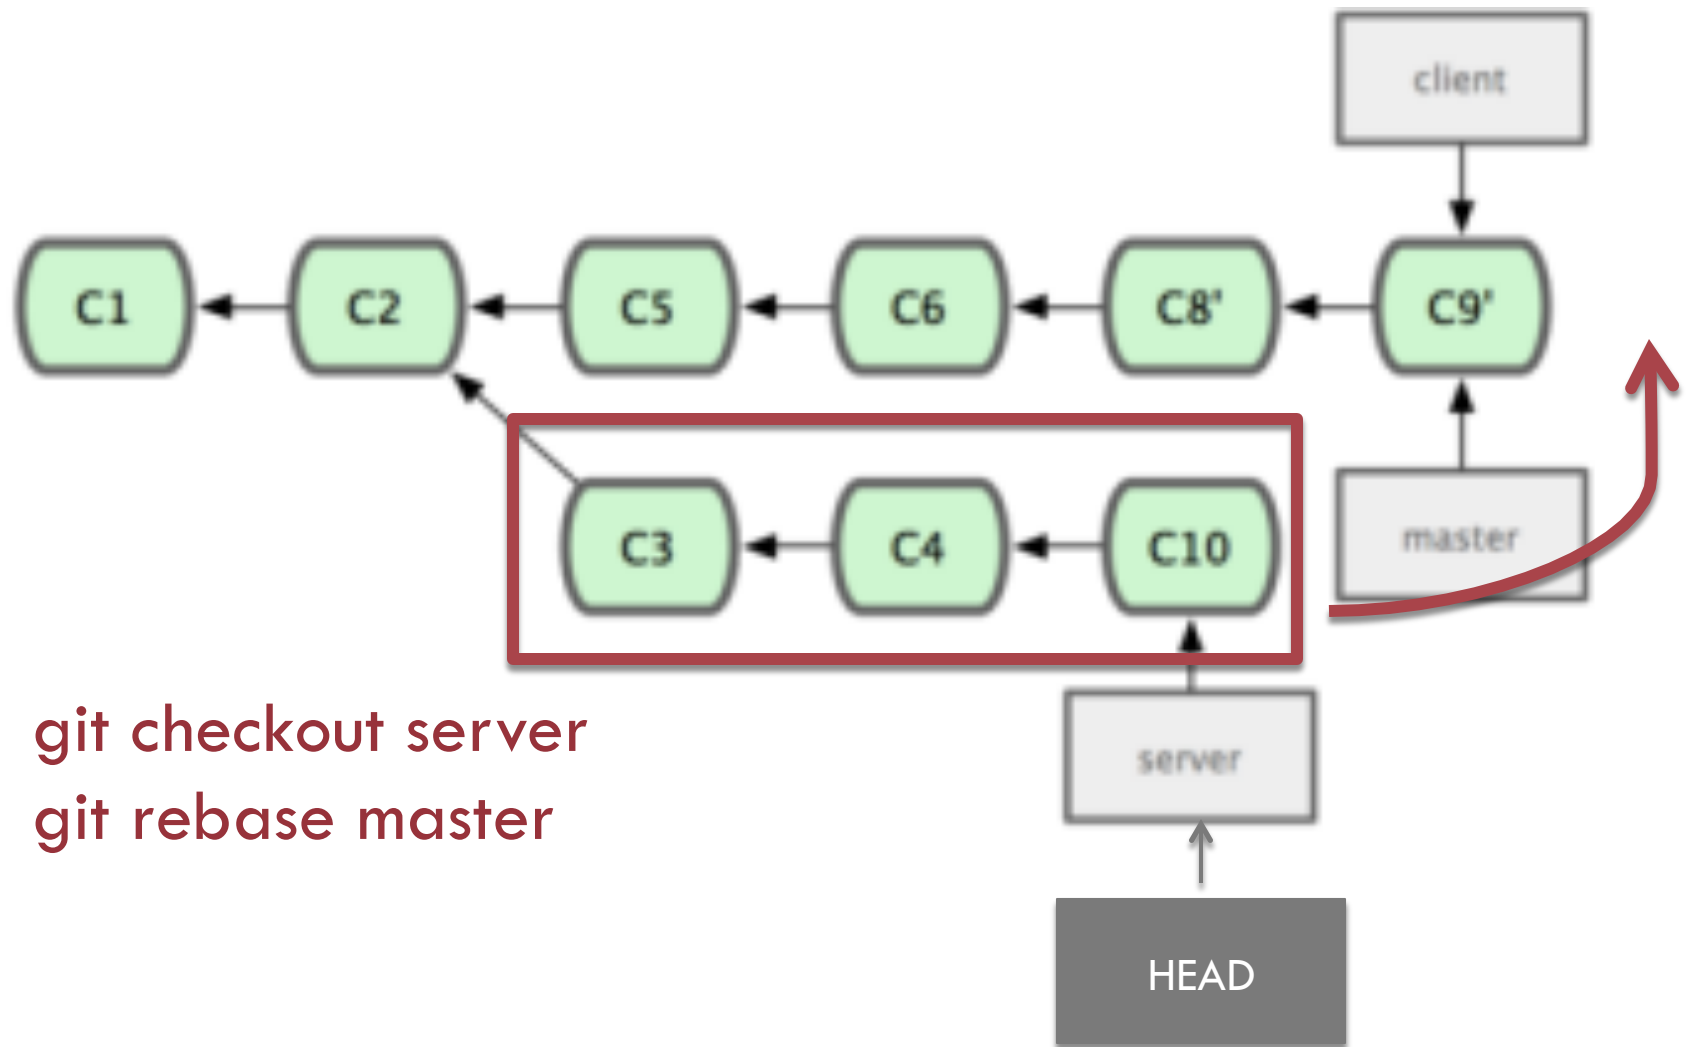 client
C1 C2 C5 C6 C8' C9'
C3 C4 C10
master
server
git checkout server
git rebase master
HEAD